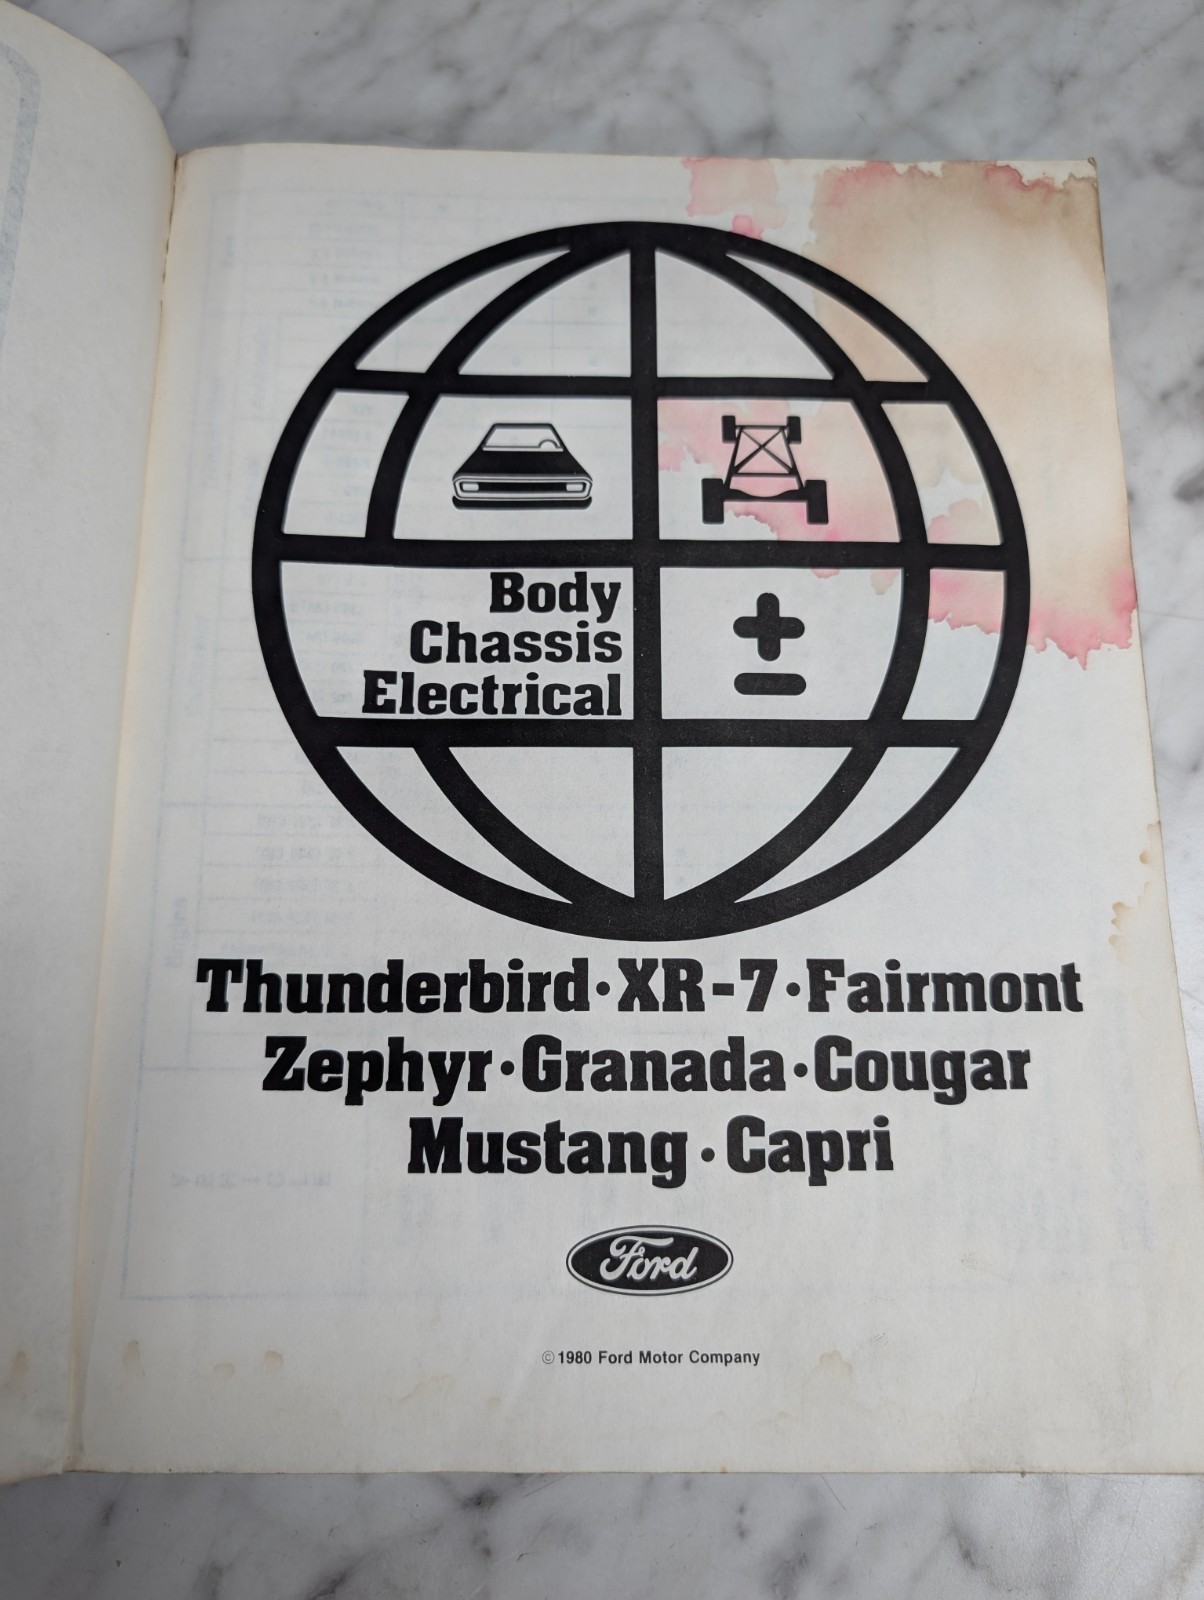 Body
Chassis
Electrical
Thunderbird•XR-7•Fairmont
Zephyr•Granada•Cougar
Mustang•Capri
Ford
©1980 Ford Motor Company